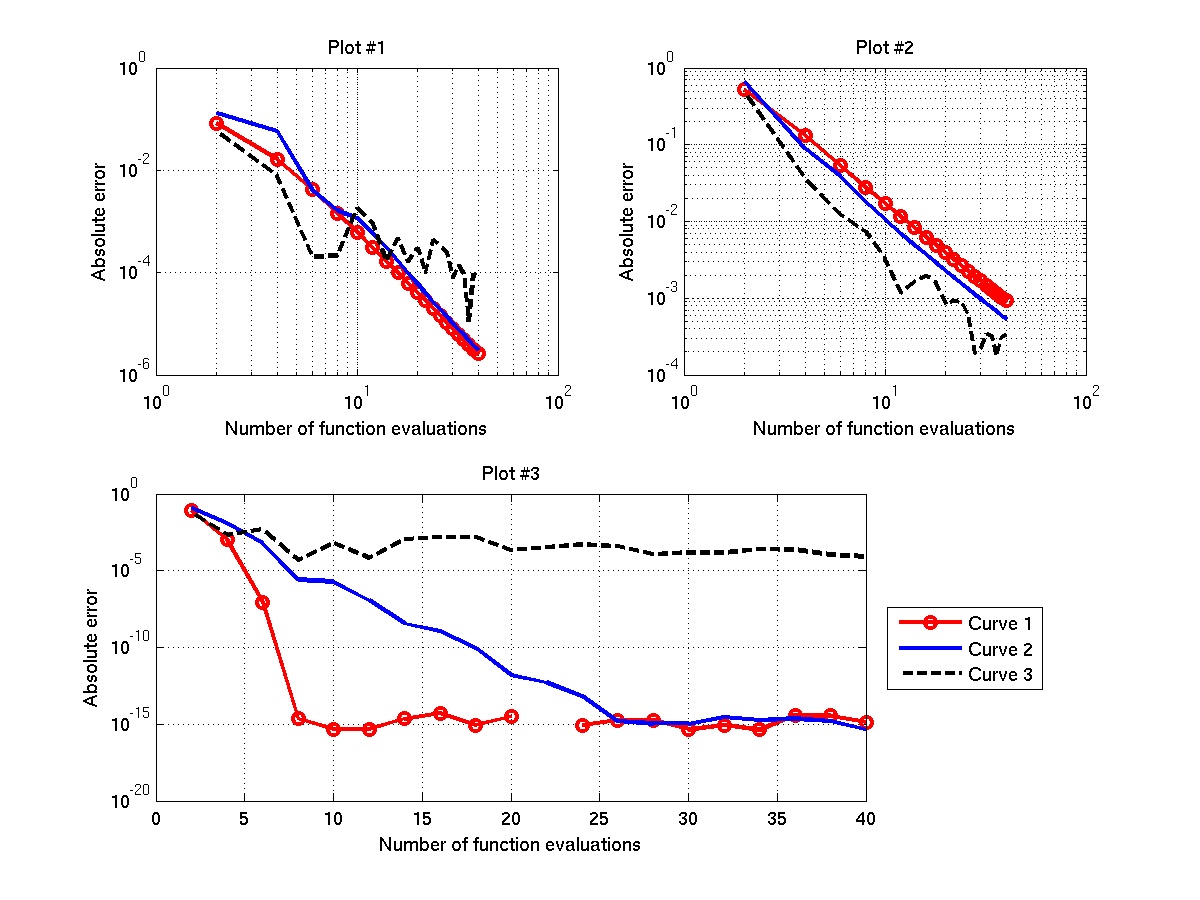 Plot #1
10^0
10^-2
10^-4
10^-6
Absolute error
10^0 10^1 10^2
Number of function evaluations
Plot #2
10^0
10^-1
10^-2
10^-3
10^-4
Absolute error
10^0 10^1 10^2
Number of function evaluations
Plot #3
10^0
10^-5
10^-10
10^-15
10^-20
Absolute error
0 5 10 15 20 25 30 35 40
Number of function evaluations
Curve 1
Curve 2
Curve 3